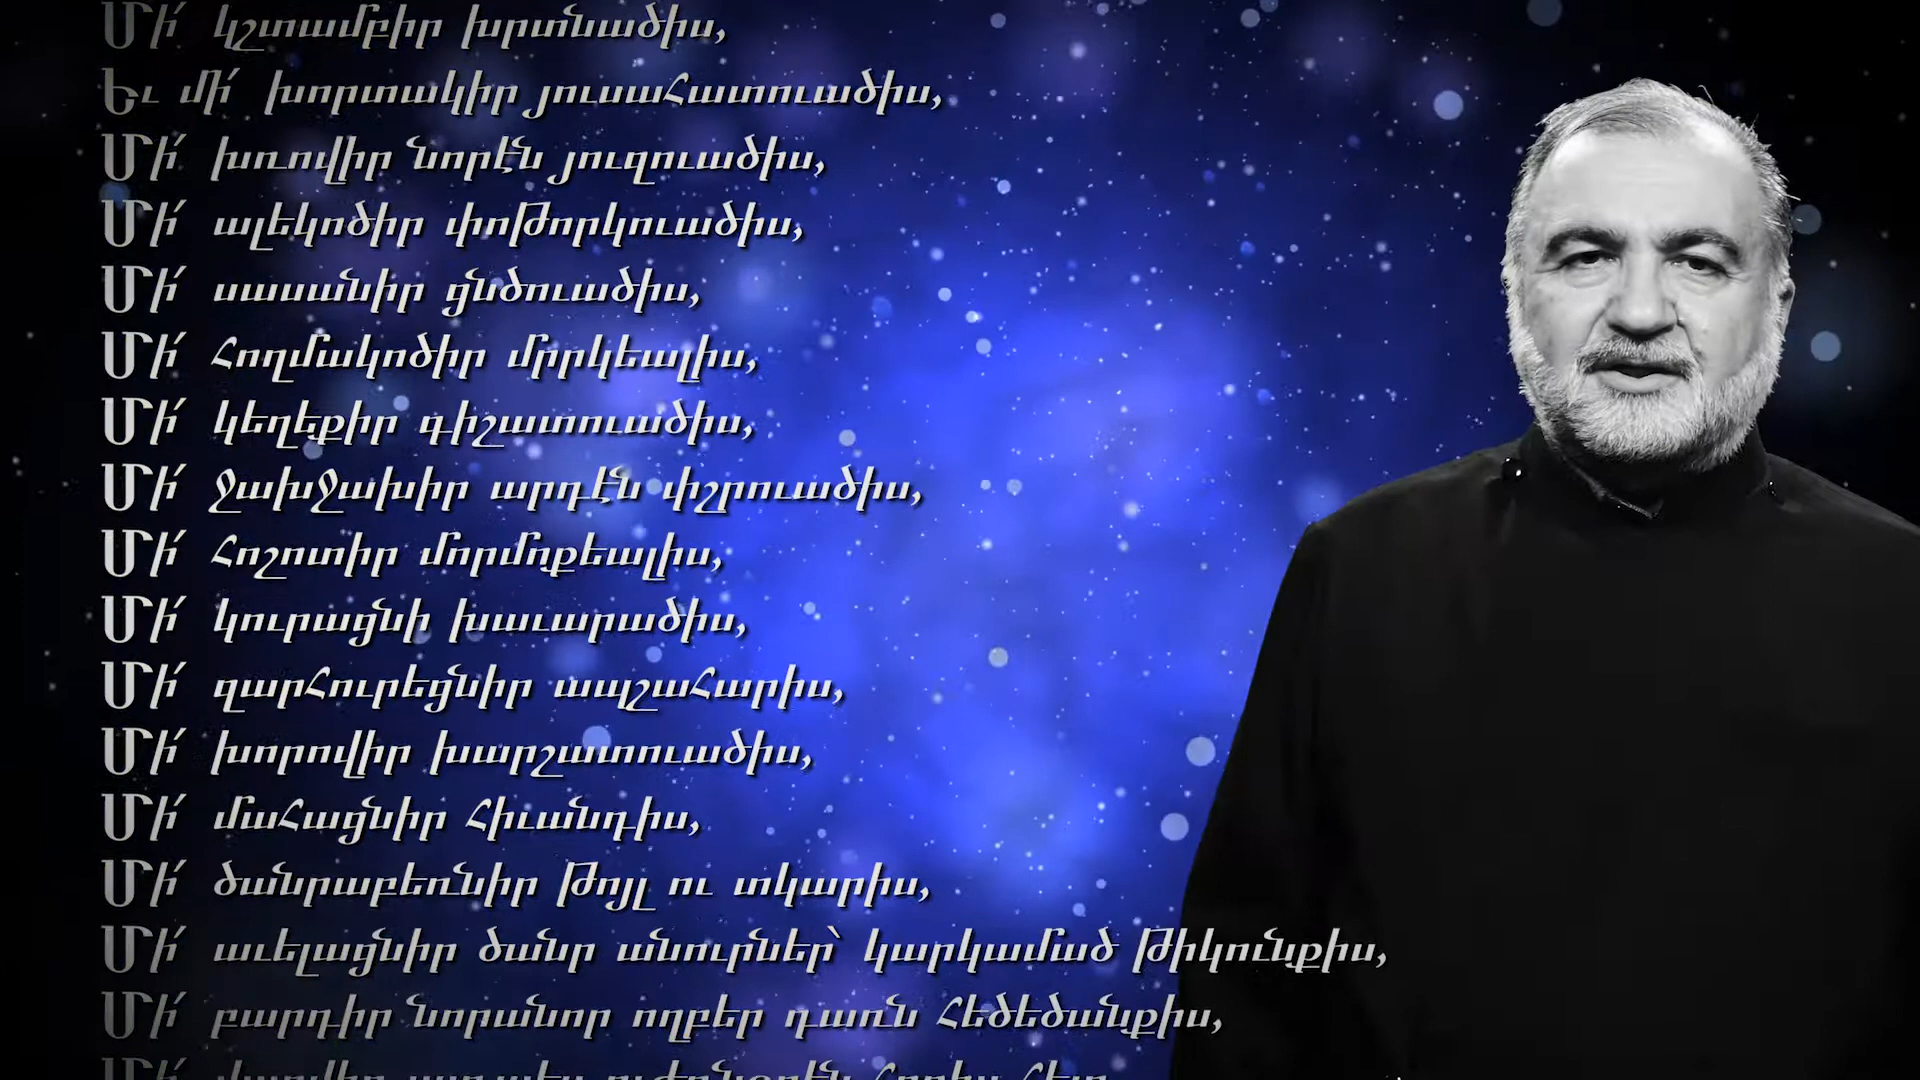 Մի՛ կշտամբիր խրտնածիս,
Եւ մի՛ խորտակիր յուսահատուածիս,
Մի՛ խռովիր նորէն յուզուածիս,
Մի՛ ալեկոծիր փոթորկուածիս,
Մի՛ սասանիր ցնծուածիս,
Մի՛ հողմակոծիր մրրկեալիս,
Մի՛ կեղեքիր գիշատուածիս,
Մի՛ ջախջախիր արդէն փշրուածիս,
Մի՛ հոշոտիր մորմոքեալիս,
Մի՛ կուրացնի խաւարածիս,
Մի՛ զարհուրեցնիր ապշահարիս,
Մի՛ խորովիր խարշատուածիս,
Մի՛ մահացնիր հիւանդիս,
Մի՛ ծանրաբեռնիր թոյլ ու տկարիս,
Մի՛ աւելացնիր ծանր անուրներ՝ կարկամած թիկունքիս,
Մի՛ բարդիր նորանոր ողբեր դառն հեծեծանքիս,
Մի՛